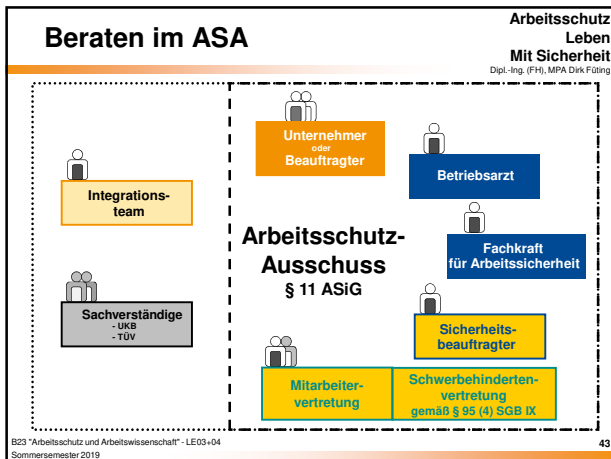 Beraten im ASA
Arbeitsschutz
Leben
Mit Sicherheit
Dipl.-Ing. (FH), MPA Dirk Füting
Unternehmer
oder
Beauftragter
Betriebsarzt
Integrations-
team
Arbeitsschutz-
Ausschuss
§ 11 ASiG
Fachkraft
für Arbeitssicherheit
Sachverständige
- UKB
- TÜV
Sicherheits-
beauftragter
Mitarbeiter-
vertretung
Schwerbehinderten-
vertretung
gemäß § 95 (4) SGB IX
B23 "Arbeitsschutz und Arbeitswissenschaft" - LE03+04
Sommersemester 2019
43